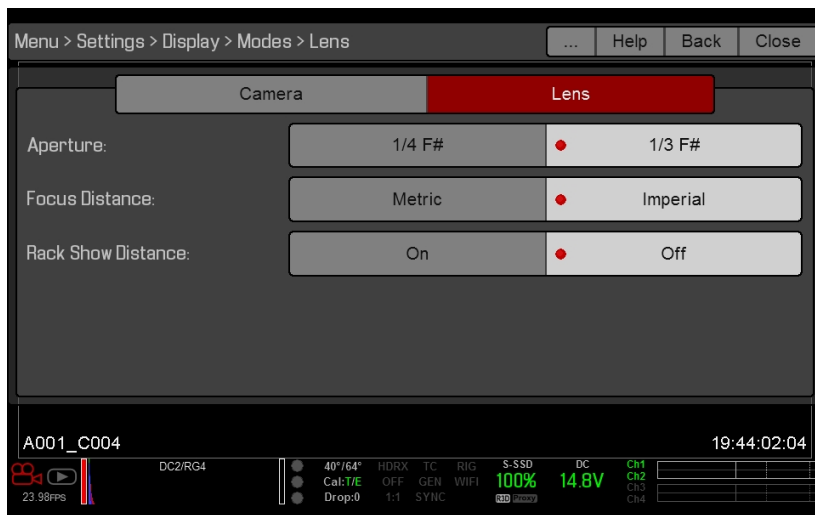 Menu > Settings > Display > Modes > Lens ... Help Back Close
Camera Lens
Aperture: 1/4 F# 1/3 F#
Focus Distance: Metric Imperial
Rack Show Distance: On Off
A001_C004 19:44:02:04
DC2/RG4 40°/64° HDRX TC RIG S-SSD DC Ch1
Cal:T/E OFF GEN WIFI 100% 14.8V Ch2
23.98FPS Drop:0 1:1 SYNC R3D Proxy Ch3
Ch4